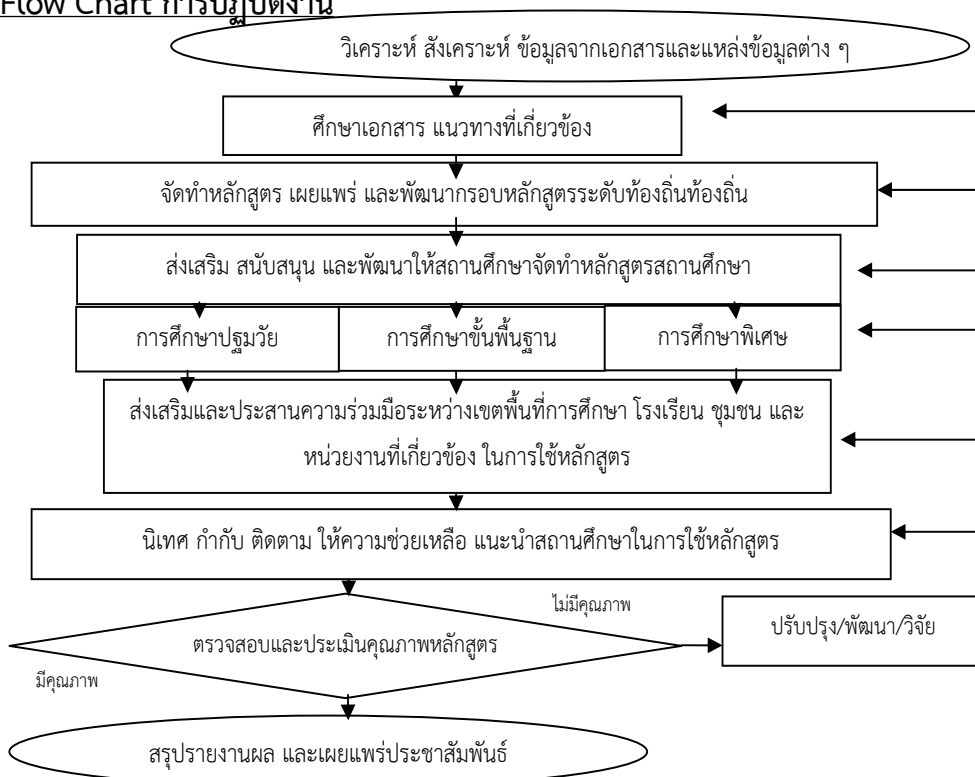 Flow Chart การปฏิบัติงาน
วิเคราะห์ สังเคราะห์ ข้อมูลจากเอกสารและแหล่งข้อมูลต่าง ๆ
ศึกษาเอกสาร แนวทางที่เกี่ยวข้อง
จัดทำหลักสูตร เผยแพร่ และพัฒนากรอบหลักสูตรระดับท้องถิ่นท้องถิ่น
ส่งเสริม สนับสนุน และพัฒนาให้สถานศึกษาจัดทำหลักสูตรสถานศึกษา
การศึกษาปฐมวัย
การศึกษาขั้นพื้นฐาน
การศึกษาพิเศษ
ส่งเสริมและประสานความร่วมมือระหว่างเขตพื้นที่การศึกษา โรงเรียน ชุมชน และ
หน่วยงานที่เกี่ยวข้อง ในการใช้หลักสูตร
นิเทศ กำกับ ติดตาม ให้ความช่วยเหลือ แนะนำสถานศึกษาในการใช้หลักสูตร
ไม่มีคุณภาพ
ตรวจสอบและประเมินคุณภาพหลักสูตร
ปรับปรุง/พัฒนา/วิจัย
มีคุณภาพ
สรุปรายงานผล และเผยแพร่ประชาสัมพันธ์